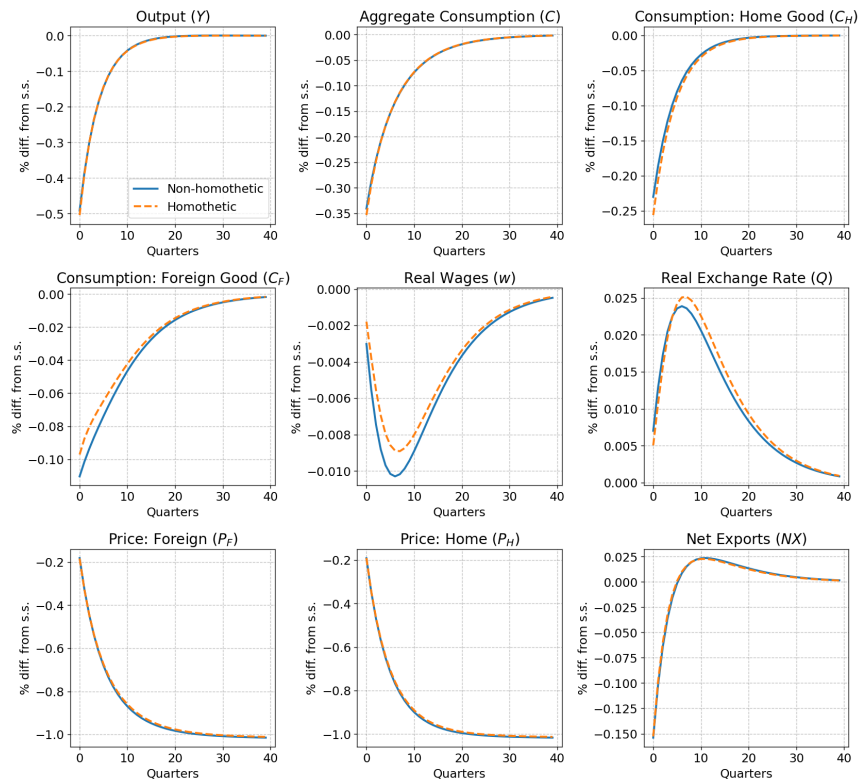 Output (Y)
% diff. from s.s.
0.0
−0.1
−0.2
−0.3
−0.4
−0.5
Non-homothetic
Homothetic
0 10 20 30 40
Quarters
Aggregate Consumption (C)
% diff. from s.s.
0.00
−0.05
−0.10
−0.15
−0.20
−0.25
−0.30
−0.35
0 10 20 30 40
Quarters
Consumption: Home Good (C_H)
% diff. from s.s.
0.00
−0.05
−0.10
−0.15
−0.20
−0.25
0 10 20 30 40
Quarters
Consumption: Foreign Good (C_F)
% diff. from s.s.
0.00
−0.02
−0.04
−0.06
−0.08
−0.10
0 10 20 30 40
Quarters
Real Wages (w)
% diff. from s.s.
0.000
−0.002
−0.004
−0.006
−0.008
−0.010
0 10 20 30 40
Quarters
Real Exchange Rate (Q)
% diff. from s.s.
0.025
0.020
0.015
0.010
0.005
0.000
0 10 20 30 40
Quarters
Price: Foreign (P_F)
% diff. from s.s.
−0.2
−0.4
−0.6
−0.8
−1.0
0 10 20 30 40
Quarters
Price: Home (P_H)
% diff. from s.s.
−0.2
−0.4
−0.6
−0.8
−1.0
0 10 20 30 40
Quarters
Net Exports (NX)
% diff. from s.s.
0.025
0.000
−0.025
−0.050
−0.075
−0.100
−0.125
−0.150
0 10 20 30 40
Quarters